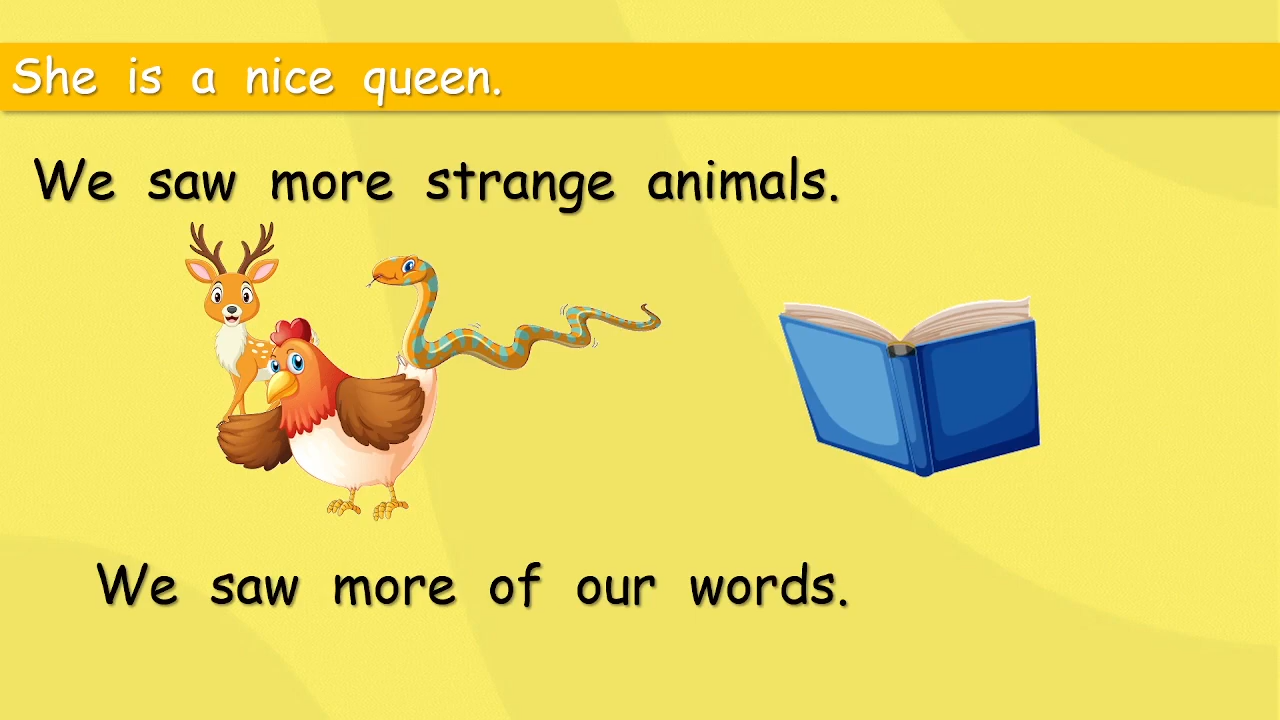 She is a nice queen.
We saw more strange animals.
We saw more of our words.